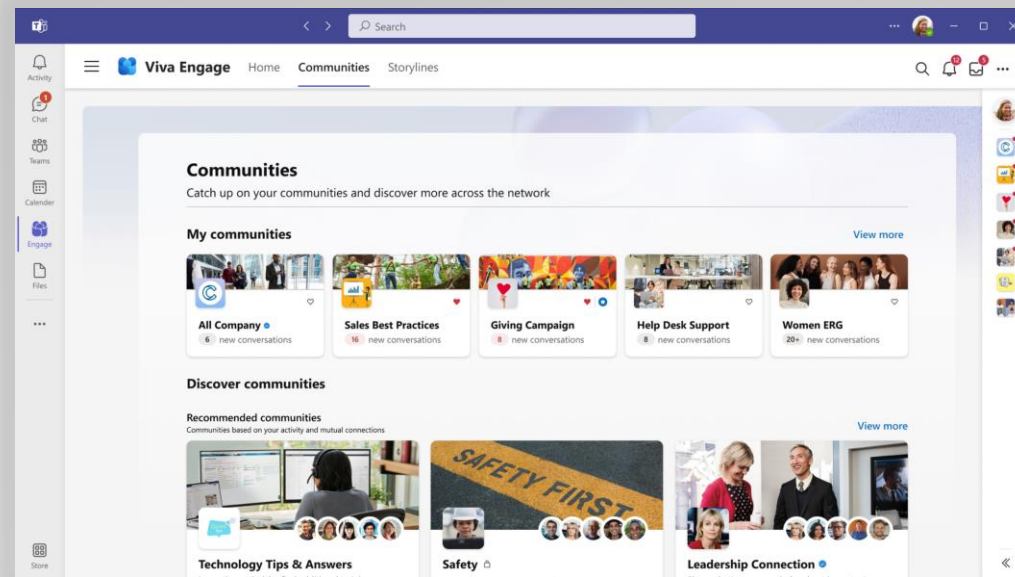 Search
Activity
1
Chat
Teams
Calender
Engage
Files
Store
Viva Engage Home Communities Storylines
12
5
Communities
Catch up on your communities and discover more across the network
My communities
View more
All Company
6 new conversations
Sales Best Practices
16 new conversations
Giving Campaign
8 new conversations
Help Desk Support
8 new conversations
Women ERG
20+ new conversations
Discover communities
Recommended communities
Communities based on your activity and mutual connections
View more
SAFETY FIRST
Technology Tips & Answers
Safety
Leadership Connection